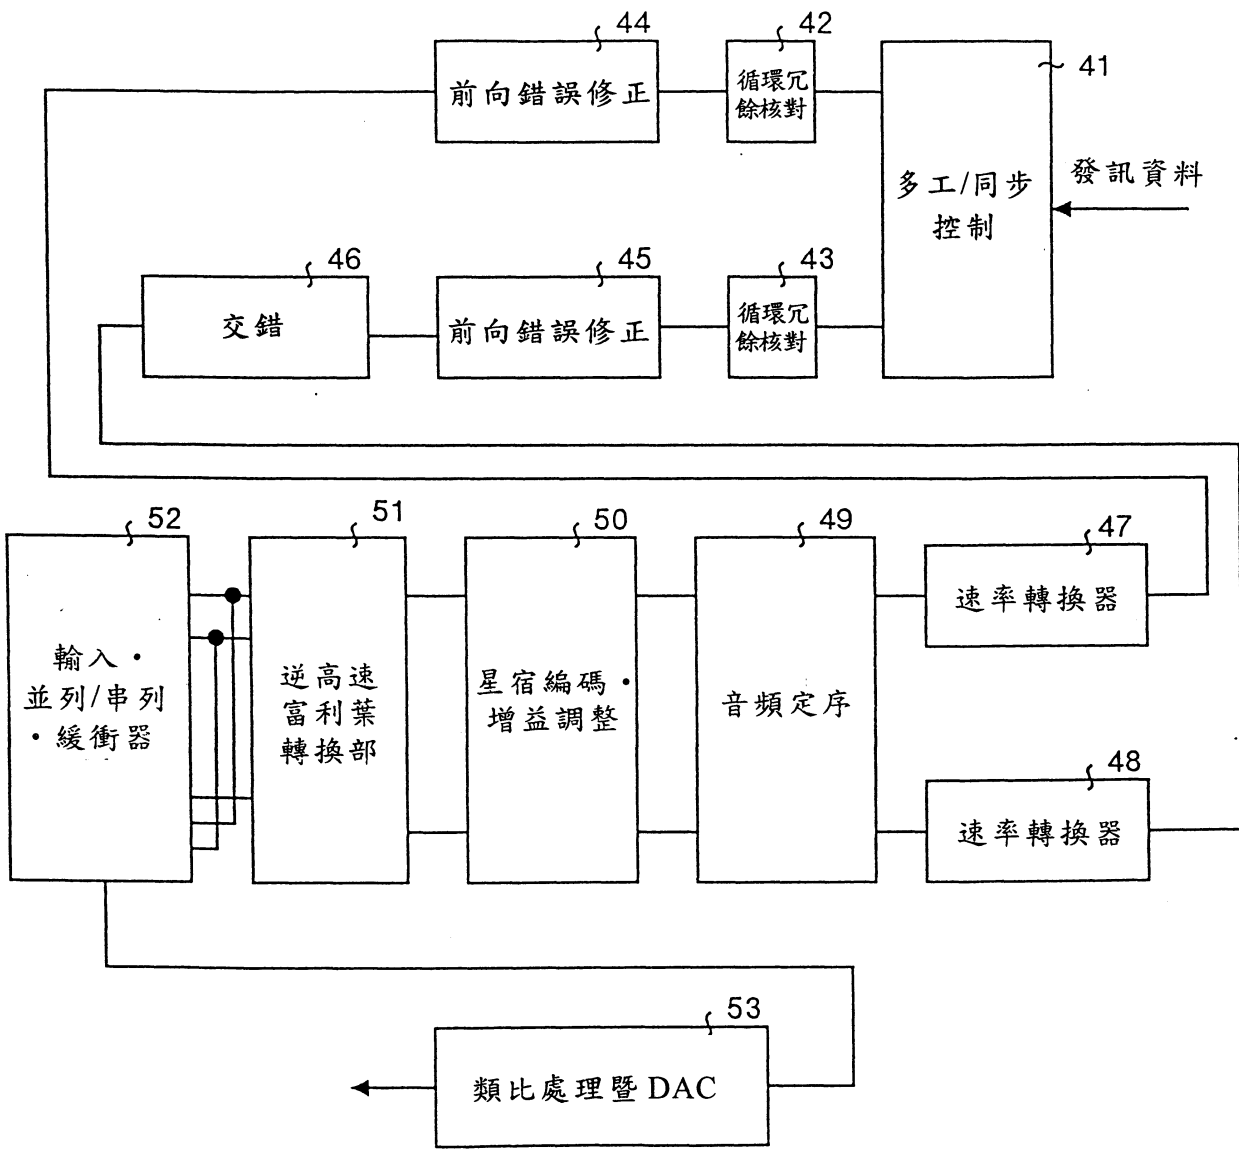 44
前向錯誤修正
42
循環冗
餘核對
41
多工/同步
控制
發訊資料
46
交錯
45
前向錯誤修正
43
循環冗
餘核對
52
輸入・
並列/串列
・緩衝器
51
逆高速
富利葉
轉換部
50
星宿編碼・
增益調整
49
音頻定序
47
速率轉換器
48
速率轉換器
53
類比處理暨 DAC